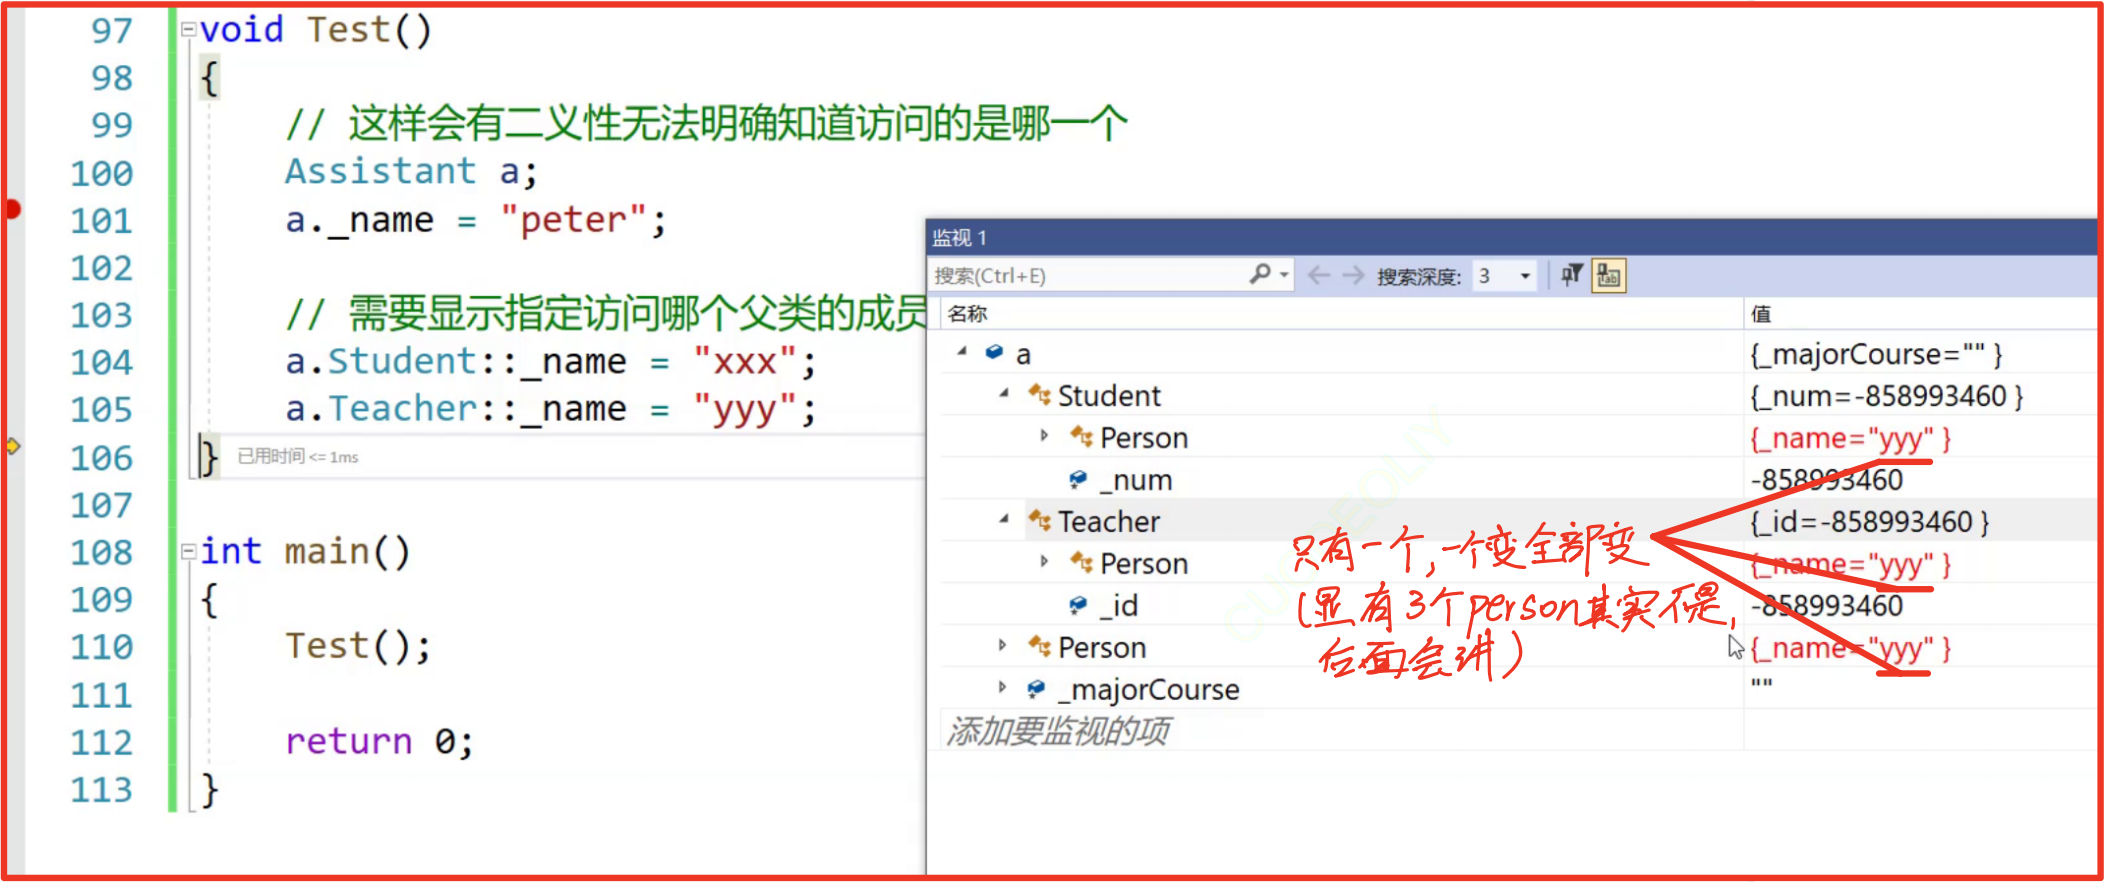 97 void Test()
98 {
99 // 这样会有二义性无法明确知道访问的是哪一个
100 Assistant a;
101 a._name = "peter";
102
103 // 需要显示指定访问哪个父类的成员
104 a.Student::_name = "xxx";
105 a.Teacher::_name = "yyy";
106 } 已用时间 <= 1ms
107
108 int main()
109 {
110 Test();
111
112 return 0;
113 }
监视 1
搜索(Ctrl+E) 搜索深度: 3
名称 值
a {_majorCourse="" }
Student {_num=-858993460 }
Person {_name="yyy" }
_num -858993460
Teacher {_id=-858993460 }
Person {_name="yyy" }
_id -858993460
Person {_name="yyy" }
_majorCourse ""
添加要监视的项
只有一个,一个变全部变
(显有3个person其实不是,
后面会讲)